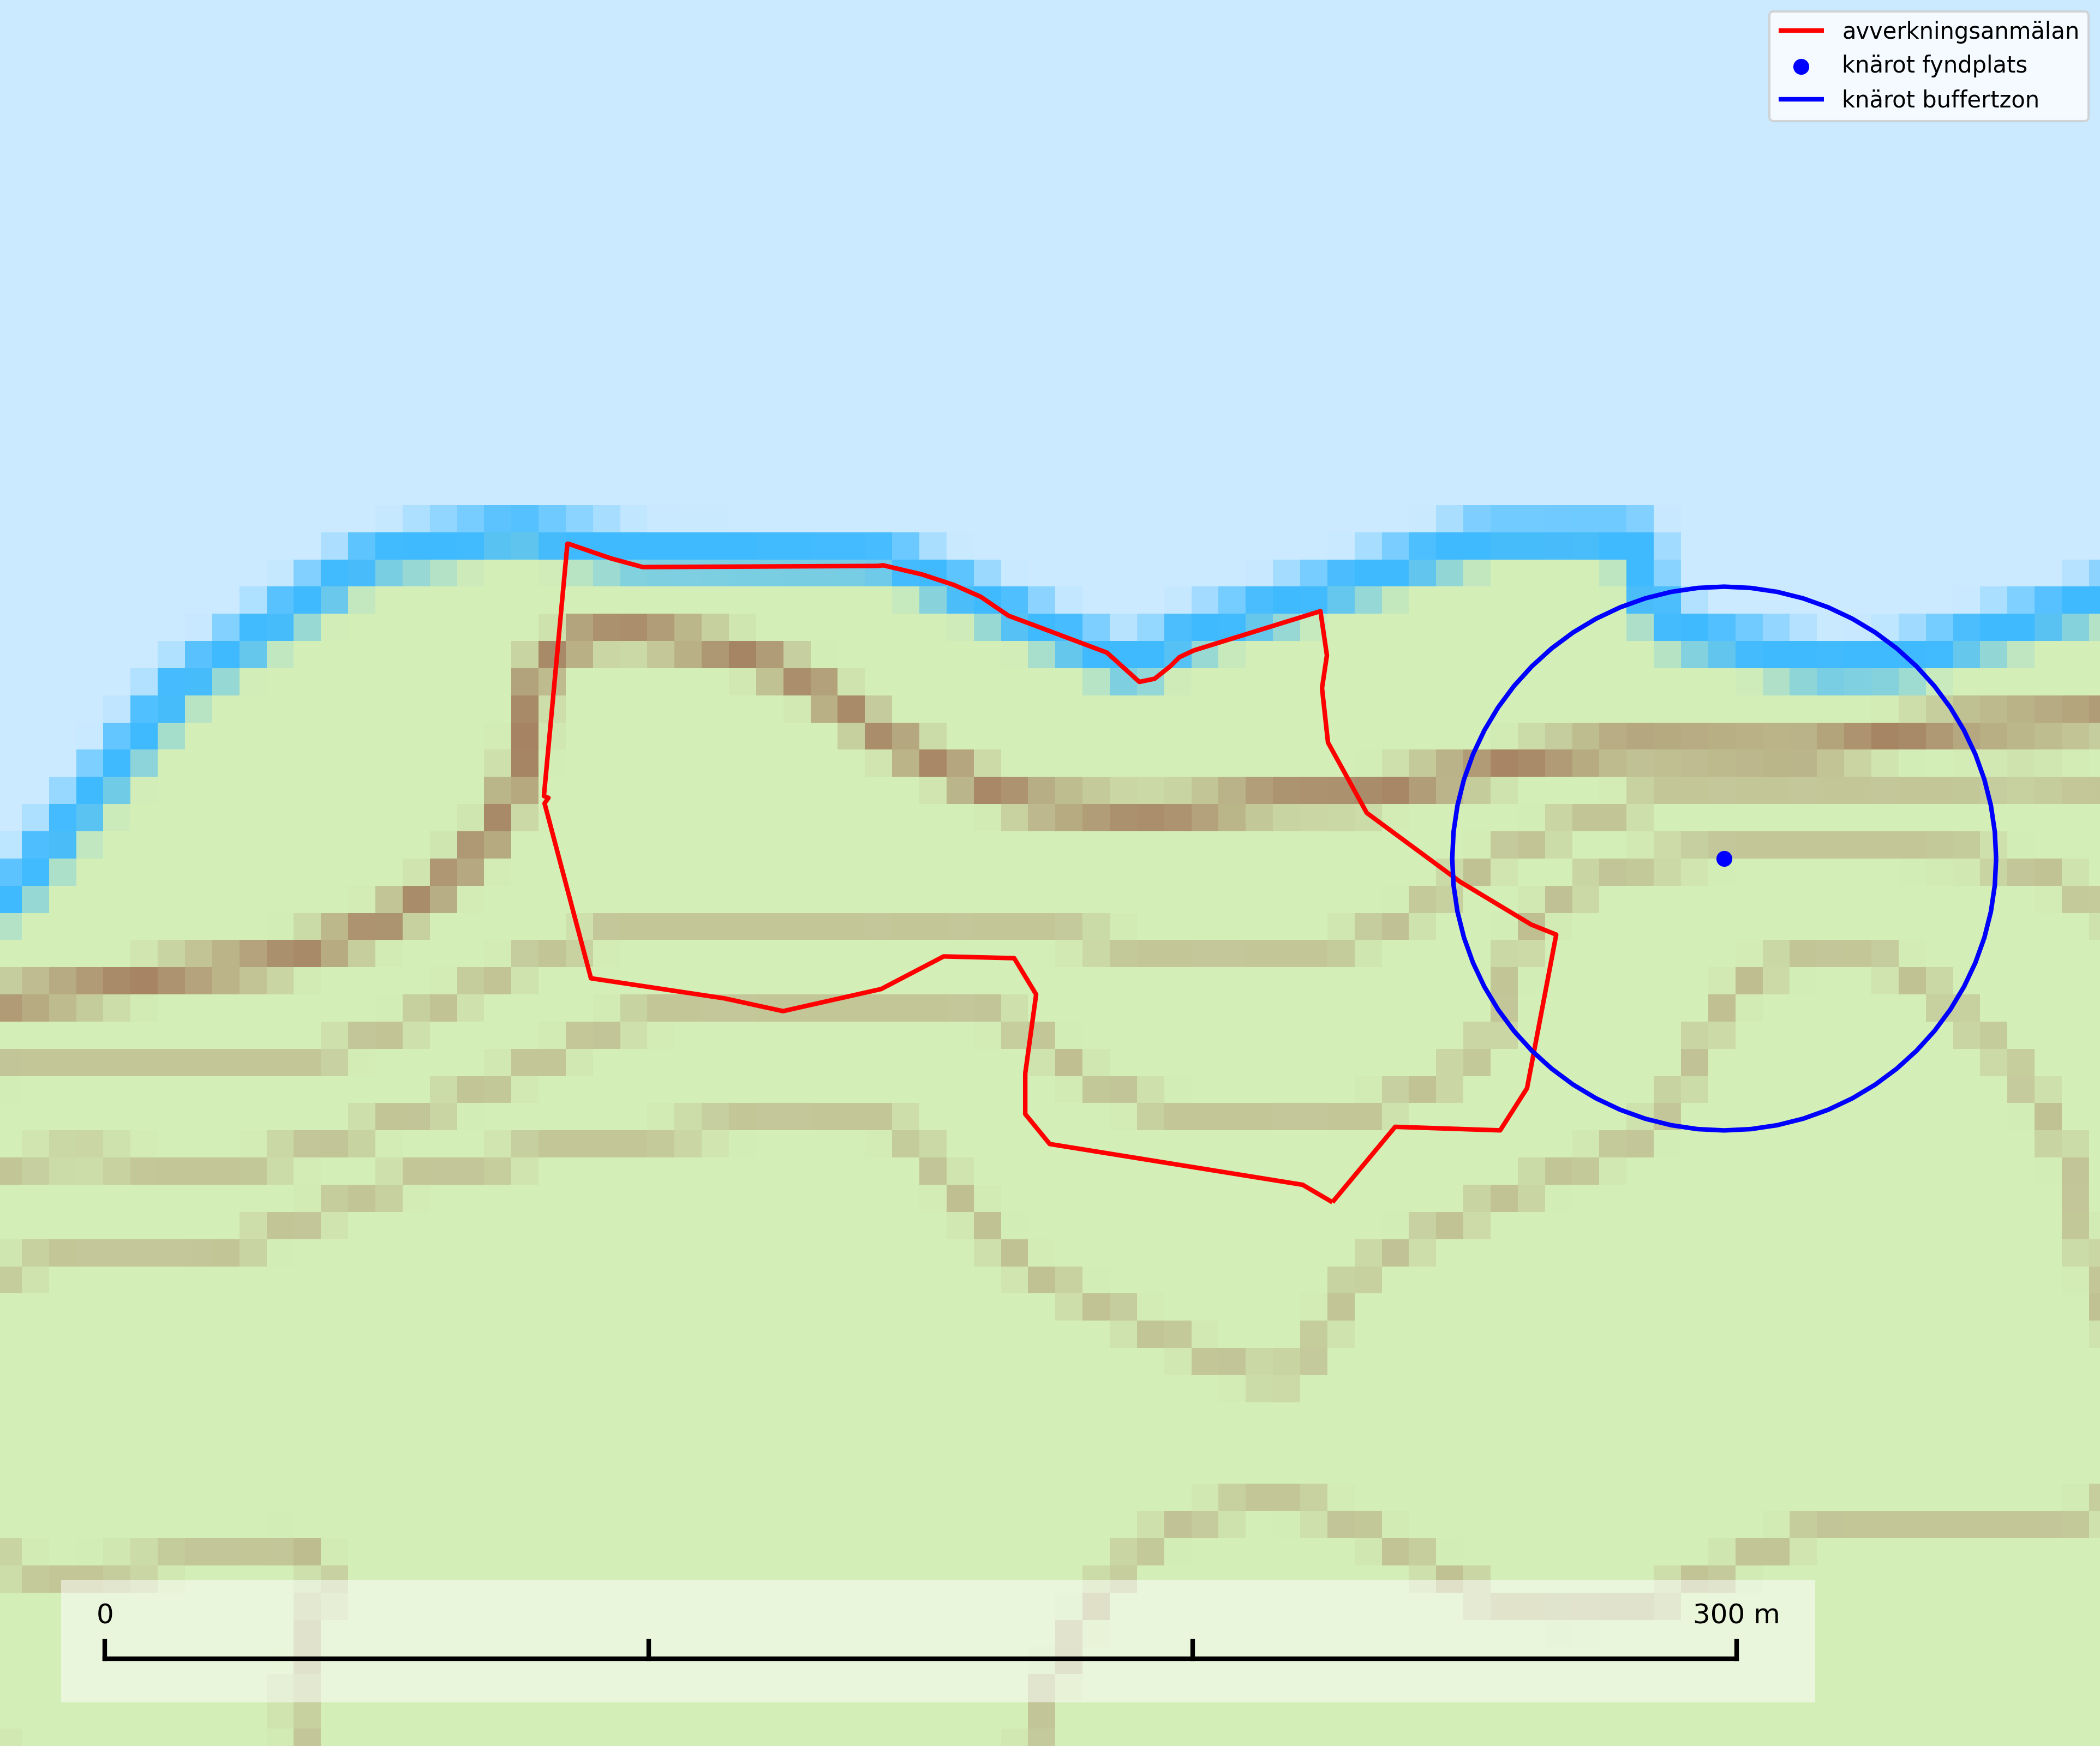 avverkningsanmälan
knärot fyndplats
knärot buffertzon
0
300 m